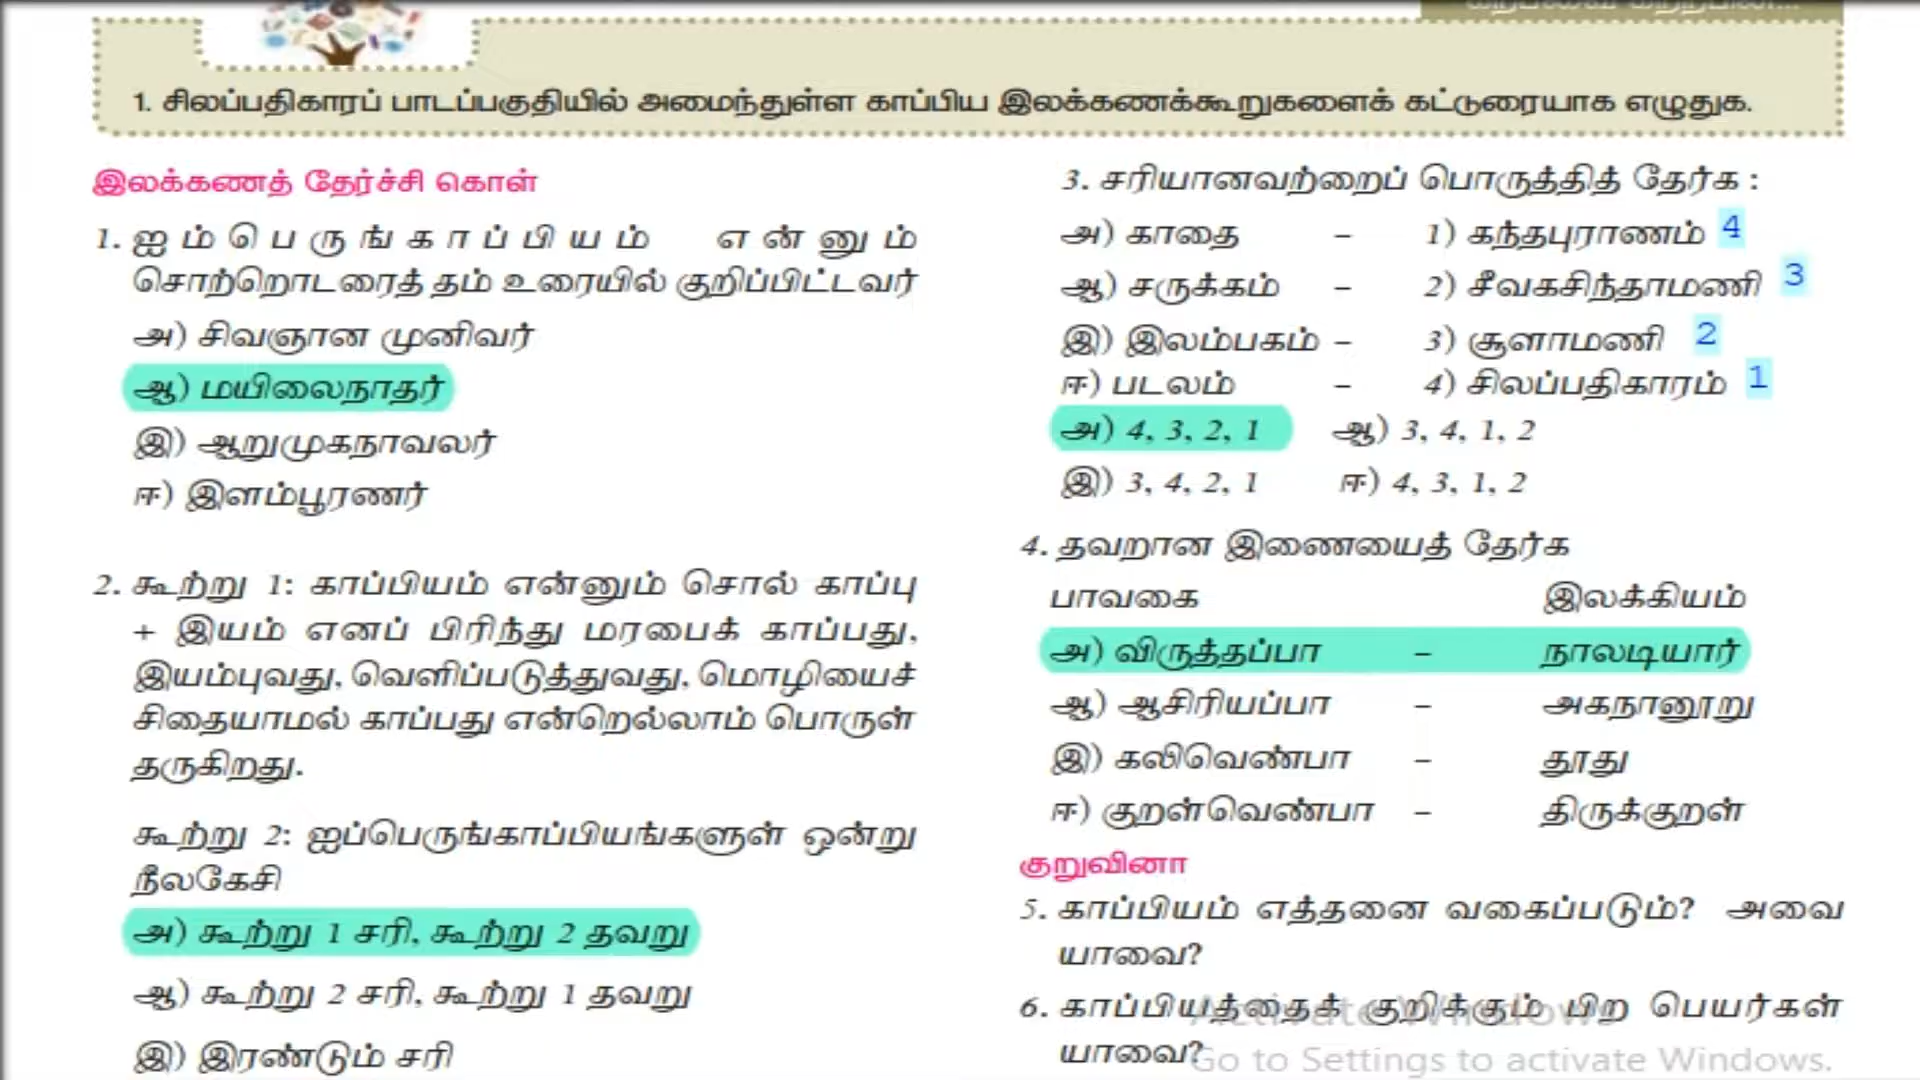 1. சிலப்பதிகாரப் பாடப்பகுதியில் அமைந்துள்ள காப்பிய இலக்கணக்கூறுகளைக் கட்டுரையாக எழுதுக.
இலக்கணத் தேர்ச்சி கொள்
1. ஐம்பெருங்காப்பியம் என்னும்
சொற்றொடரைத் தம் உரையில் குறிப்பிட்டவர்
அ) சிவஞான முனிவர்
ஆ) மயிலைநாதர்
இ) ஆறுமுகநாவலர்
ஈ) இளம்பூரணர்
2. கூற்று 1: காப்பியம் என்னும் சொல் காப்பு
+ இயம் எனப் பிரிந்து மரபைக் காப்பது,
இயம்புவது, வெளிப்படுத்துவது, மொழியைச்
சிதையாமல் காப்பது என்றெல்லாம் பொருள்
தருகிறது.
கூற்று 2: ஐப்பெருங்காப்பியங்களுள் ஒன்று
நீலகேசி
அ) கூற்று 1 சரி, கூற்று 2 தவறு
ஆ) கூற்று 2 சரி, கூற்று 1 தவறு
இ) இரண்டும் சரி
3. சரியானவற்றைப் பொருத்தித் தேர்க :
அ) காதை – 1) கந்தபுராணம் 4
ஆ) சருக்கம் – 2) சீவகசிந்தாமணி 3
இ) இலம்பகம் – 3) சூளாமணி 2
ஈ) படலம் – 4) சிலப்பதிகாரம் 1
அ) 4, 3, 2, 1 ஆ) 3, 4, 1, 2
இ) 3, 4, 2, 1 ஈ) 4, 3, 1, 2
4. தவறான இணையைத் தேர்க
பாவகை இலக்கியம்
அ) விருத்தப்பா – நாலடியார்
ஆ) ஆசிரியப்பா – அகநானூறு
இ) கலிவெண்பா – தூது
ஈ) குறள்வெண்பா – திருக்குறள்
குறுவினா
5. காப்பியம் எத்தனை வகைப்படும்? அவை
யாவை?
6. காப்பியத்தைக் குறிக்கும் பிற பெயர்கள்
யாவை?
Activate Windows
Go to Settings to activate Windows.